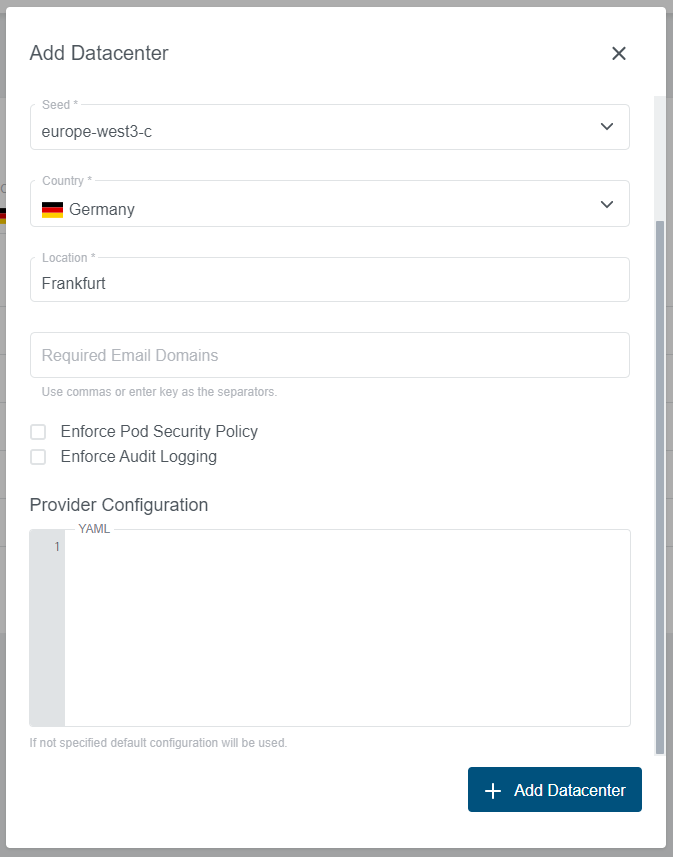 Add Datacenter
Seed *
europe-west3-c
Country *
Germany
Location *
Frankfurt
Required Email Domains
Use commas or enter key as the separators.
Enforce Pod Security Policy
Enforce Audit Logging
Provider Configuration
YAML
1
If not specified default configuration will be used.
Add Datacenter